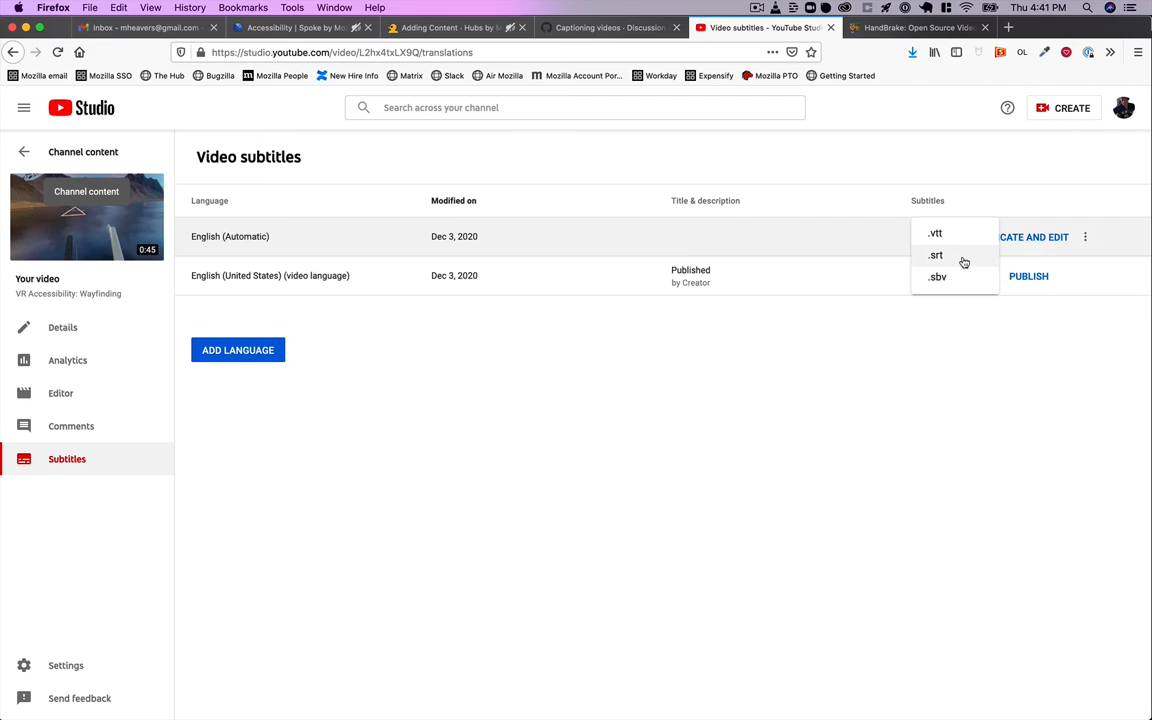 Firefox File Edit View History Bookmarks Tools Window Help Thu 4:41 PM
Inbox - mheavers@gmail.com - Accessibility | Spoke by Mo Adding Content · Hubs by M Captioning videos · Discussion Video subtitles - YouTube Stud HandBrake: Open Source Vide
https://studio.youtube.com/video/L2hx4txLX9Q/translations
Mozilla email Mozilla SSO The Hub Bugzilla Mozilla People New Hire Info Matrix Slack Air Mozilla Mozilla Account Por... Workday Expensify Mozilla PTO Getting Started
Studio Search across your channel CREATE
Channel content
Channel content
0:45
Your video
VR Accessibility: Wayfinding
Details
Analytics
Editor
Comments
Subtitles
Settings
Send feedback
Video subtitles
Language Modified on Title & description Subtitles
English (Automatic) Dec 3, 2020 CATE AND EDIT
English (United States) (video language) Dec 3, 2020 Published PUBLISH
by Creator
.vtt
.srt
.sbv
ADD LANGUAGE